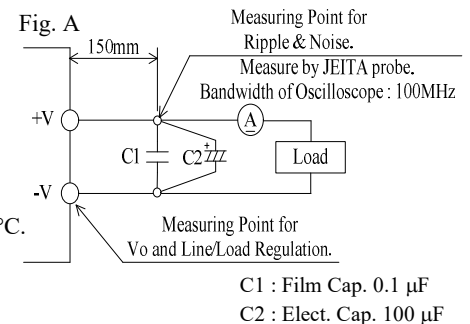 Fig. A
150mm
Measuring Point for
Ripple & Noise.
Measure by JEITA probe.
Bandwidth of Oscilloscope : 100MHz
+V
A
C1
C2
+
Load
-V
°C.
Measuring Point for
Vo and Line/Load Regulation.
C1 : Film Cap. 0.1 μF
C2 : Elect. Cap. 100 μF